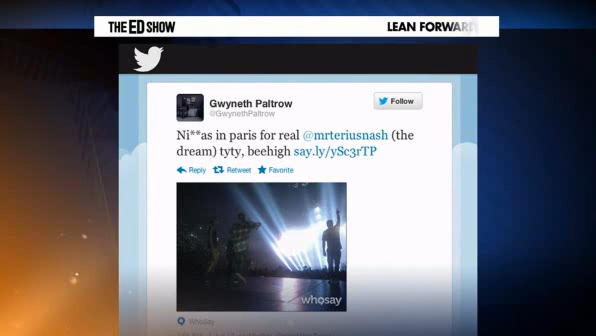 THE ED SHOW
LEAN FORWARD
Gwyneth Paltrow
@GwynethPaltrow
Follow
Ni**as in paris for real @mrteriusnash (the
dream) tyty, beehigh say.ly/ySc3rTP
Reply Retweet Favorite
whosay
WhoSay